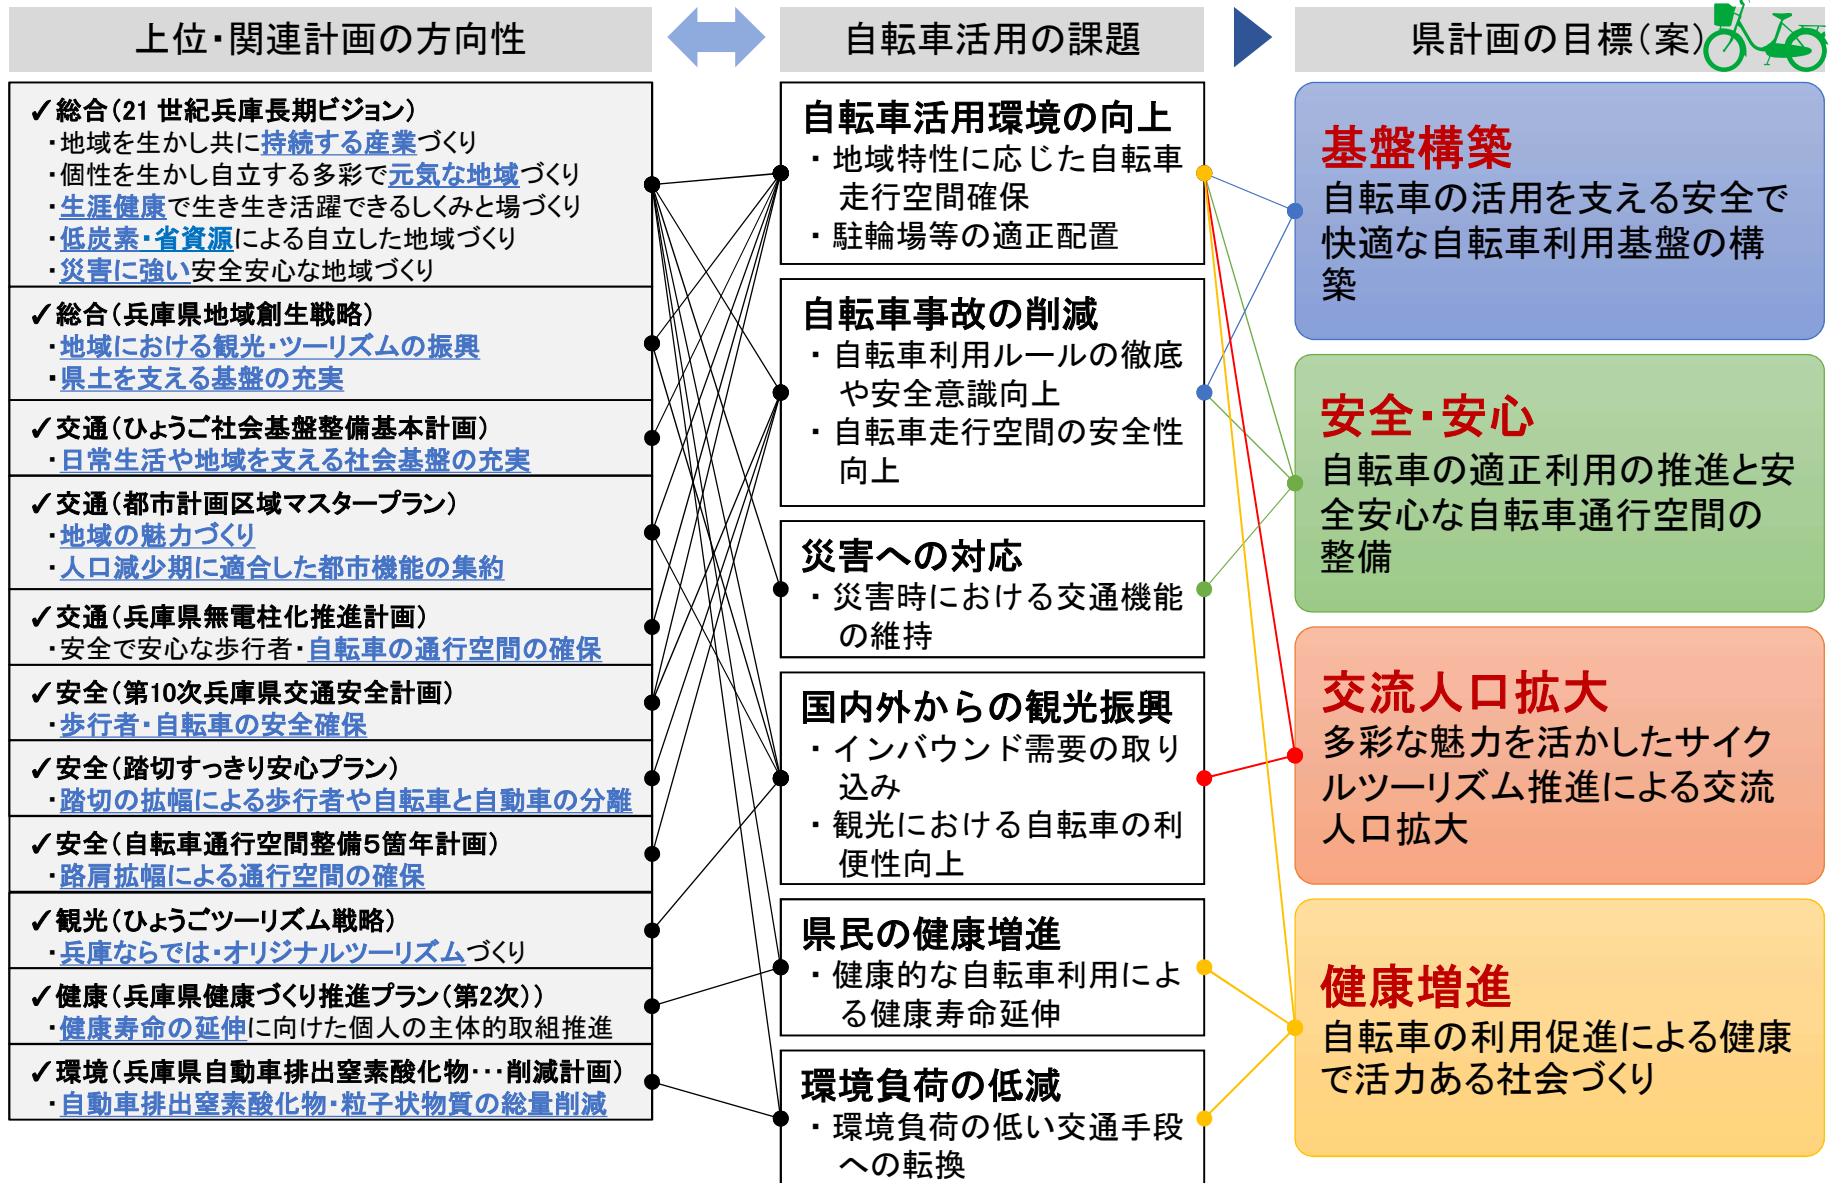 上位・関連計画の方向性
✓総合（21 世紀兵庫長期ビジョン）
・地域を生かし共に持続する産業づくり
・個性を生かし自立する多彩で元気な地域づくり
・生涯健康で生き生き活躍できるしくみと場づくり
・低炭素・省資源による自立した地域づくり
・災害に強い安全安心な地域づくり
✓総合（兵庫県地域創生戦略）
・地域における観光・ツーリズムの振興
・県土を支える基盤の充実
✓交通（ひょうご社会基盤整備基本計画）
・日常生活や地域を支える社会基盤の充実
✓交通（都市計画区域マスタープラン）
・地域の魅力づくり
・人口減少期に適合した都市機能の集約
✓交通（兵庫県無電柱化推進計画）
・安全で安心な歩行者・自転車の通行空間の確保
✓安全（第10次兵庫県交通安全計画）
・歩行者・自転車の安全確保
✓安全（踏切すっきり安心プラン）
・踏切の拡幅による歩行者や自転車と自動車の分離
✓安全（自転車通行空間整備5箇年計画）
・路肩拡幅による通行空間の確保
✓観光（ひょうごツーリズム戦略）
・兵庫ならでは・オリジナルツーリズムづくり
✓健康（兵庫県健康づくり推進プラン（第2次））
・健康寿命の延伸に向けた個人の主体的取組推進
✓環境（兵庫県自動車排出窒素酸化物・・・削減計画）
・自動車排出窒素酸化物・粒子状物質の総量削減
自転車活用の課題
自転車活用環境の向上
・地域特性に応じた自転車
走行空間確保
・駐輪場等の適正配置
自転車事故の削減
・自転車利用ルールの徹底
や安全意識向上
・自転車走行空間の安全性
向上
災害への対応
・災害時における交通機能
の維持
国内外からの観光振興
・インバウンド需要の取り
込み
・観光における自転車の利
便性向上
県民の健康増進
・健康的な自転車利用によ
る健康寿命延伸
環境負荷の低減
・環境負荷の低い交通手段
への転換
県計画の目標（案）
基盤構築
自転車の活用を支える安全で
快適な自転車利用基盤の構
築
安全・安心
自転車の適正利用の推進と安
全安心な自転車通行空間の
整備
交流人口拡大
多彩な魅力を活かしたサイク
ルツーリズム推進による交流
人口拡大
健康増進
自転車の利用促進による健康
で活力ある社会づくり